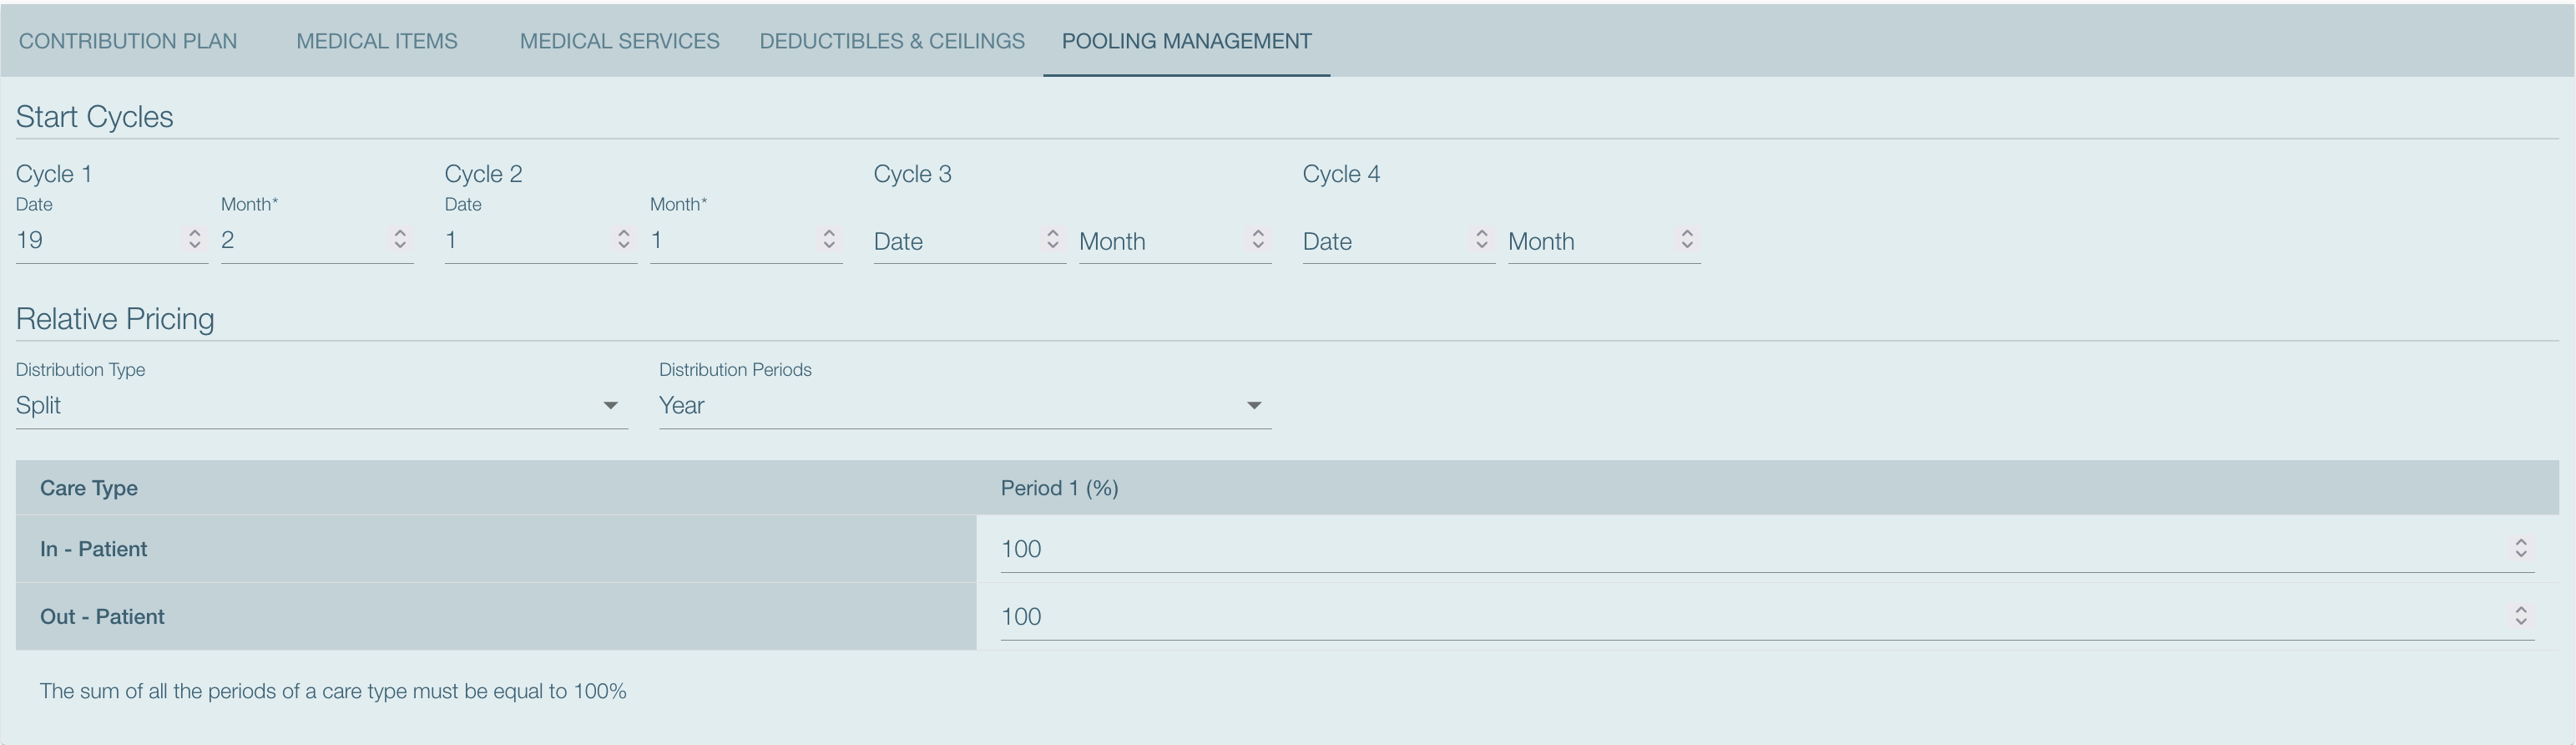 CONTRIBUTION PLAN MEDICAL ITEMS MEDICAL SERVICES DEDUCTIBLES & CEILINGS POOLING MANAGEMENT
Start Cycles
Cycle 1 Cycle 2 Cycle 3 Cycle 4
Date Month* Date Month*
19 2 1 1 Date Month Date Month
Relative Pricing
Distribution Type Distribution Periods
Split Year
Care Type Period 1 (%)
In - Patient 100
Out - Patient 100
The sum of all the periods of a care type must be equal to 100%